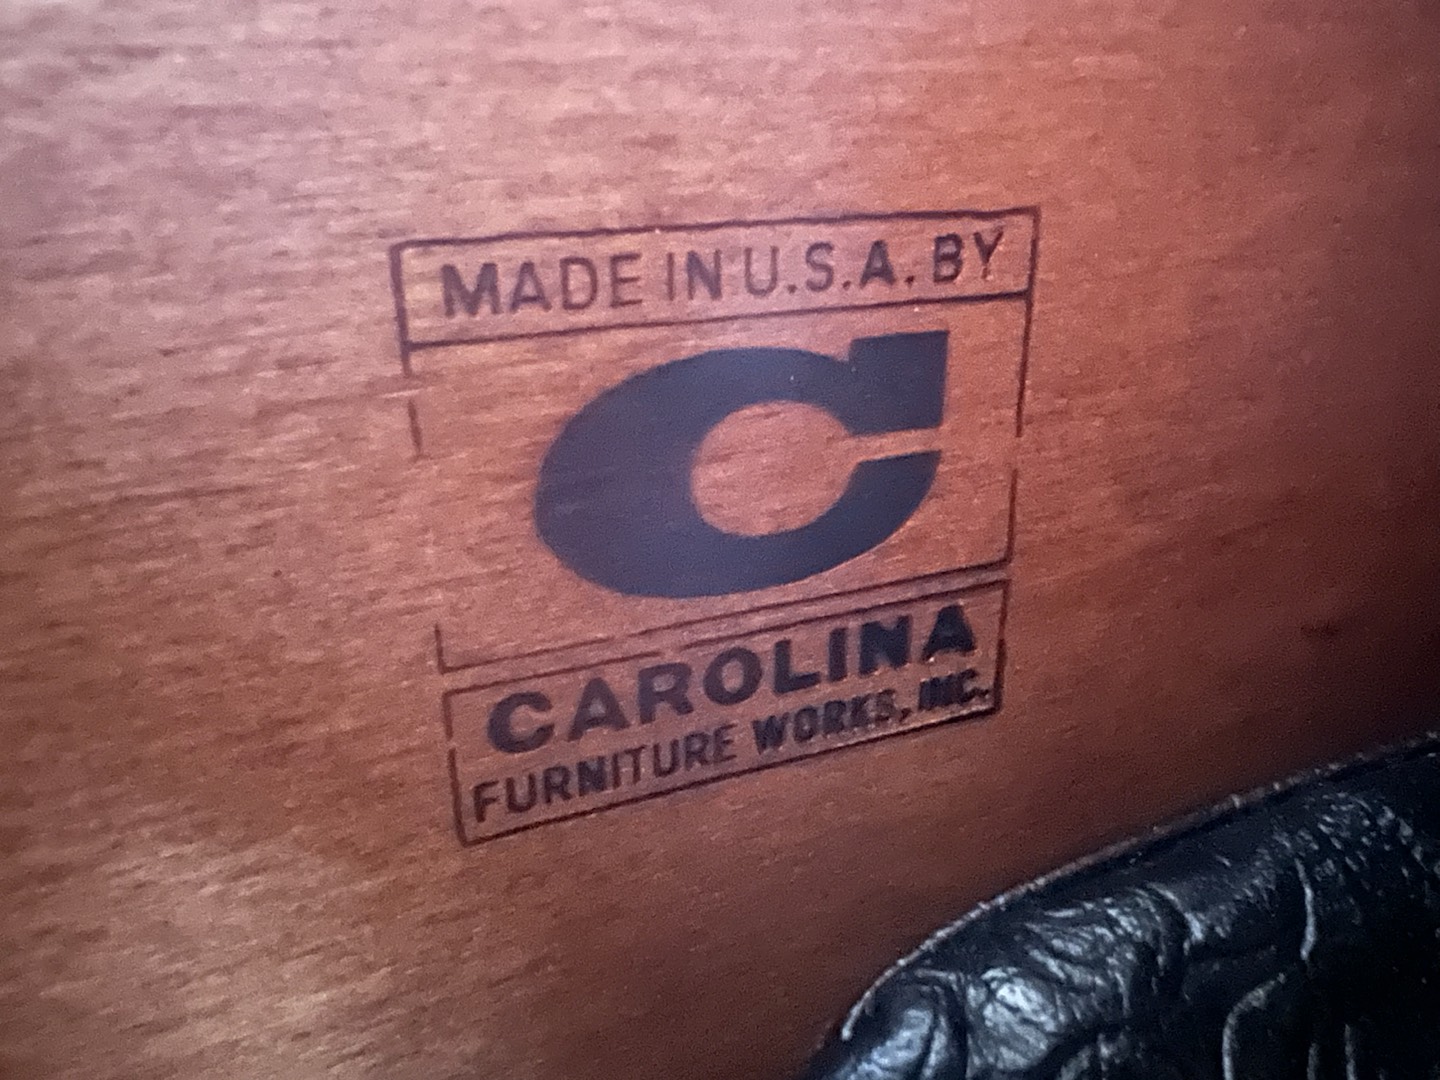 MADE IN U.S.A. BY
C
CAROLINA
FURNITURE WORKS, INC.